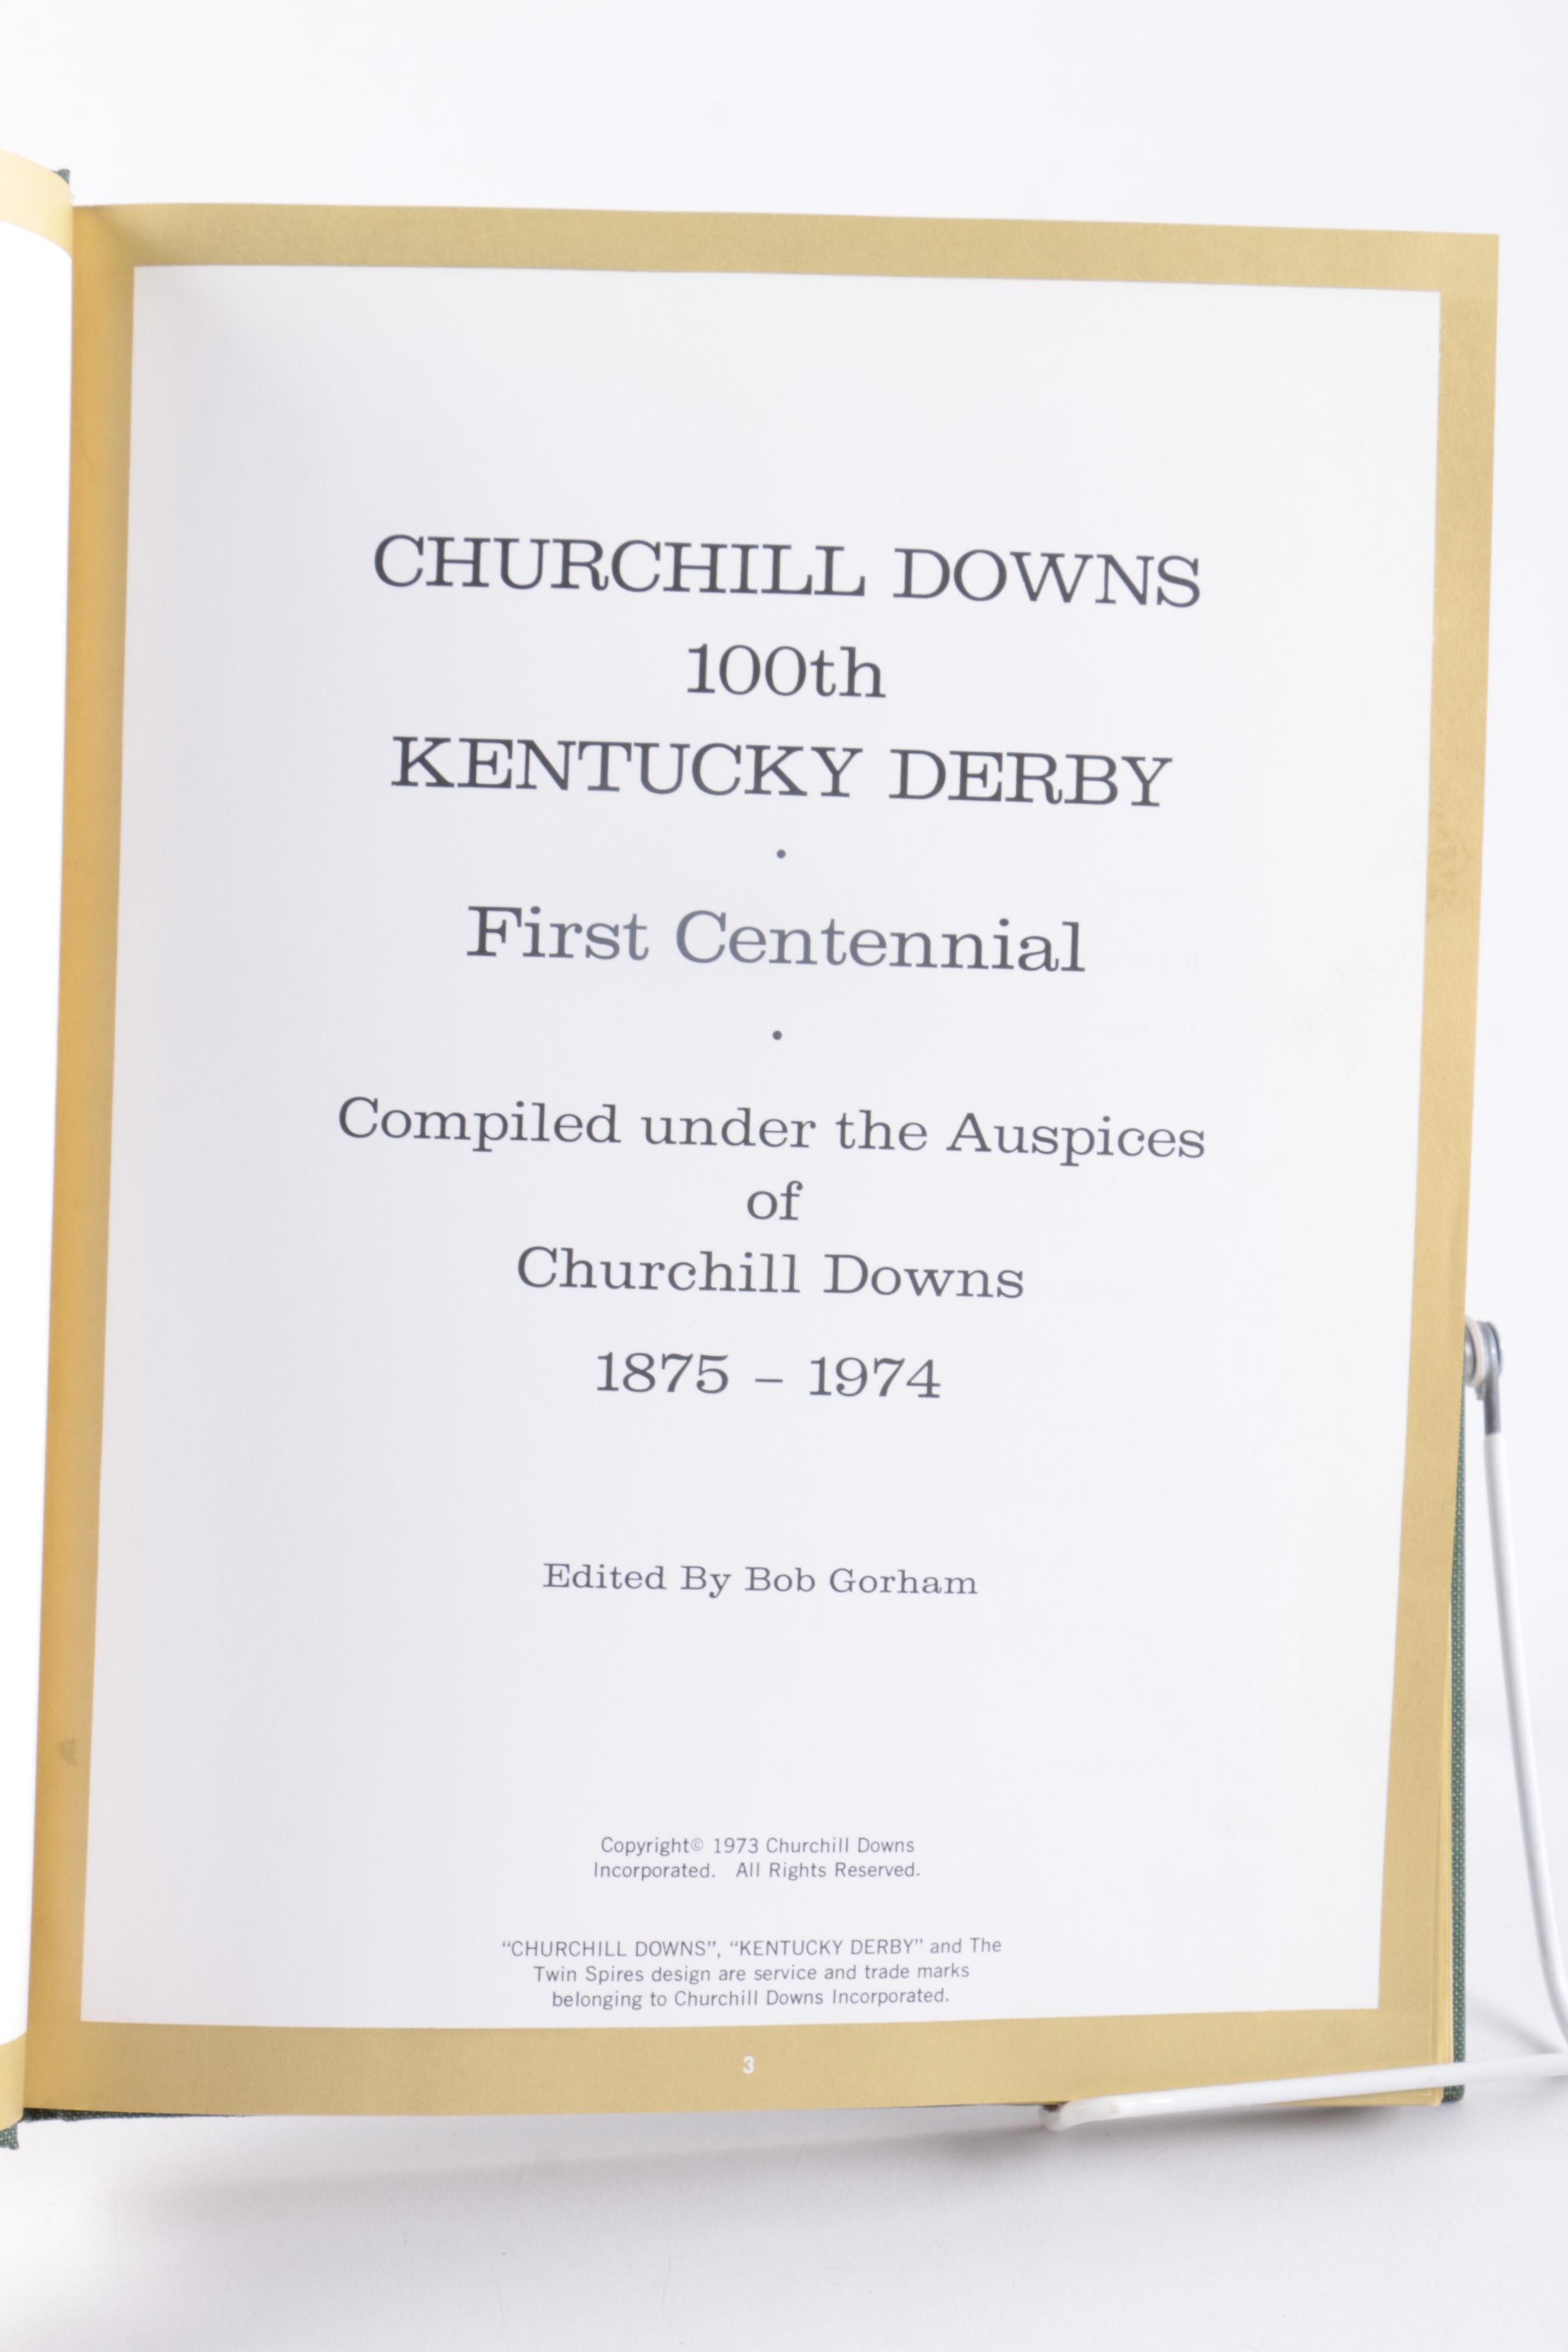 CHURCHILL DOWNS
100th
KENTUCKY DERBY
•
First Centennial
•
Compiled under the Auspices
of
Churchill Downs
1875 – 1974
Edited By Bob Gorham
Copyright© 1973 Churchill Downs
Incorporated. All Rights Reserved.
“CHURCHILL DOWNS”, “KENTUCKY DERBY” and The
Twin Spires design are service and trade marks
belonging to Churchill Downs Incorporated.
3